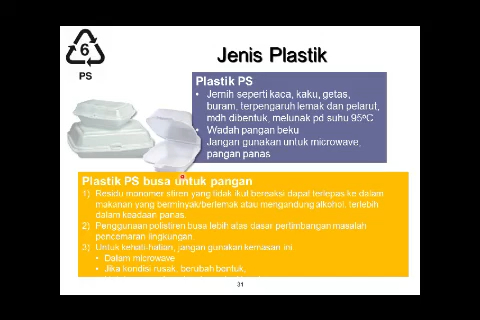 Jenis Plastik
6
PS
Plastik PS
• Jernih seperti kaca, kaku, getas,
buram, terpengaruh lemak dan pelarut,
mdh dibentuk, melunak pd suhu 95ºC
• Wadah pangan beku
Jangan gunakan untuk microwave,
pangan panas
Plastik PS busa untuk pangan
1) Residu monomer stiren yang tidak ikut bereaksi dapat terlepas ke dalam
makanan yang berminyak/berlemak atau mengandung alkohol, terlebih
dalam keadaan panas.
2) Penggunaan polistiren busa lebih atas dasar pertimbangan masalah
pencemaran lingkungan.
3) Untuk kehati-hatian, jangan gunakan kemasan ini:
• Dalam microwave
• Jika kondisi rusak, berubah bentuk,
31